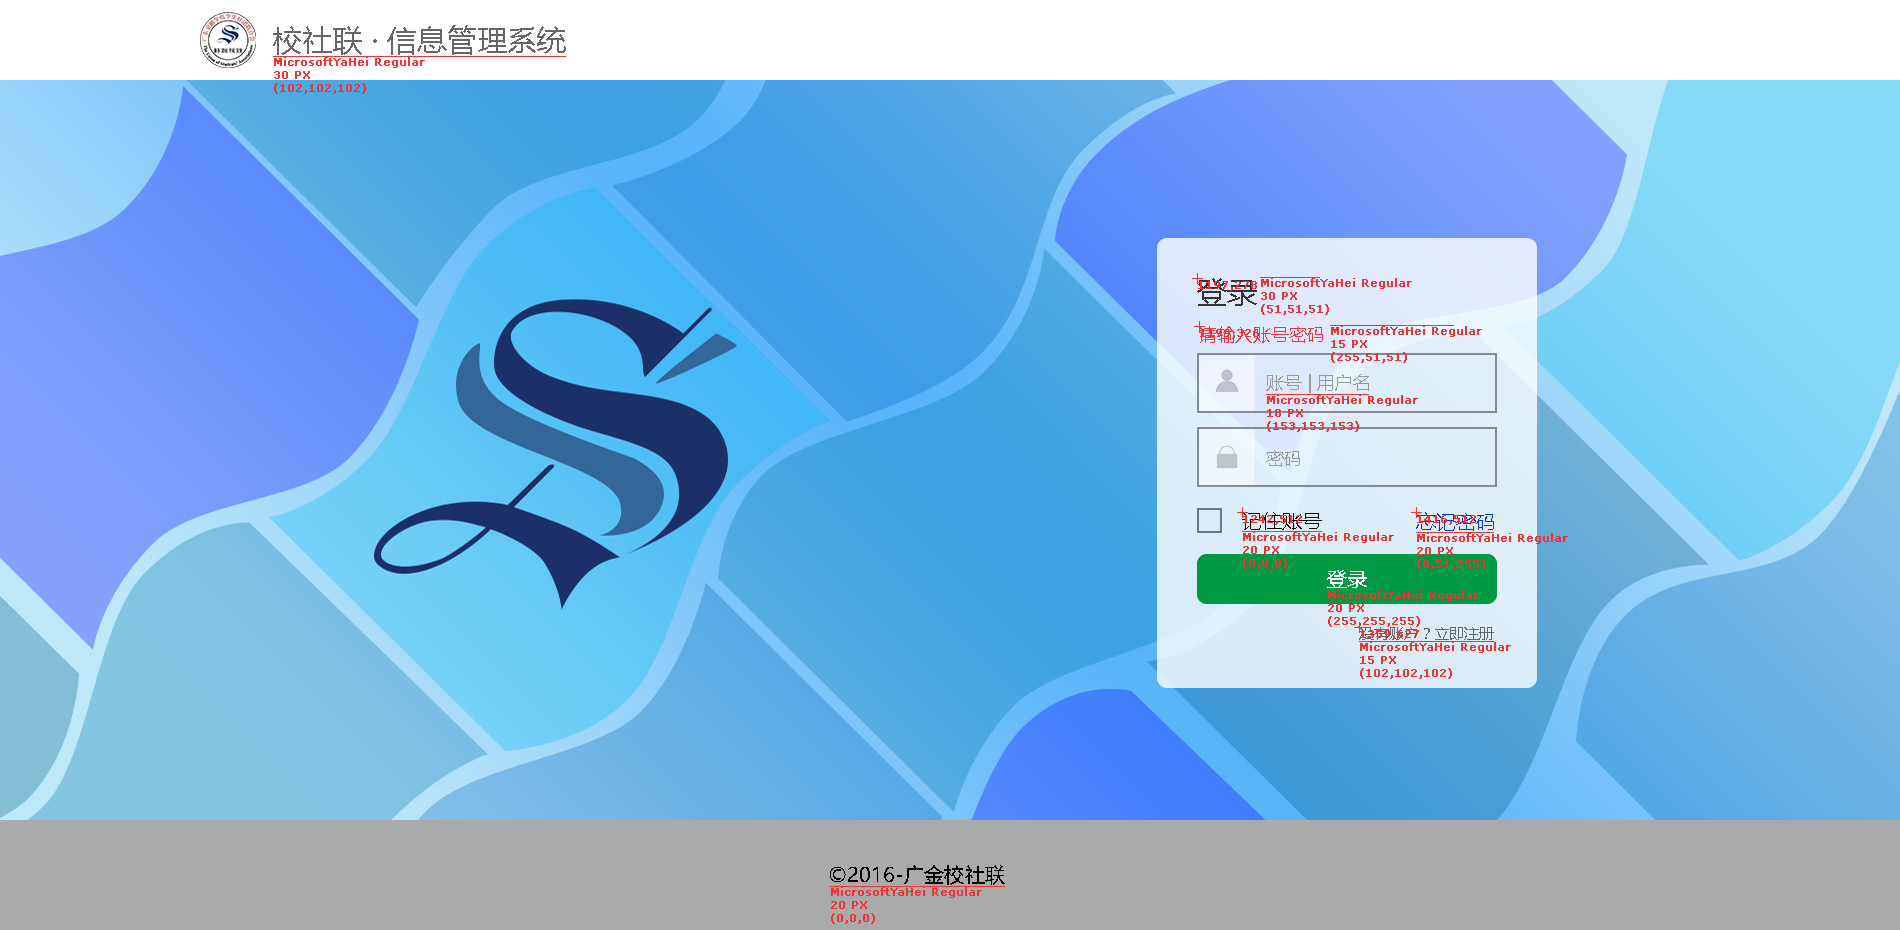 校社联 · 信息管理系统
MicrosoftYaHei Regular
30 PX
(102,102,102)
登录
MicrosoftYaHei Regular
30 PX
(51,51,51)
请输入账号密码
MicrosoftYaHei Regular
15 PX
(255,51,51)
账号 | 用户名
MicrosoftYaHei Regular
18 PX
(153,153,153)
密码
记住账号
MicrosoftYaHei Regular
20 PX
(0,0,0)
忘记密码
MicrosoftYaHei Regular
20 PX
(0,51,255)
登录
MicrosoftYaHei Regular
20 PX
(255,255,255)
没有账户？立即注册
MicrosoftYaHei Regular
15 PX
(102,102,102)
©2016-广金校社联
MicrosoftYaHei Regular
20 PX
(0,0,0)